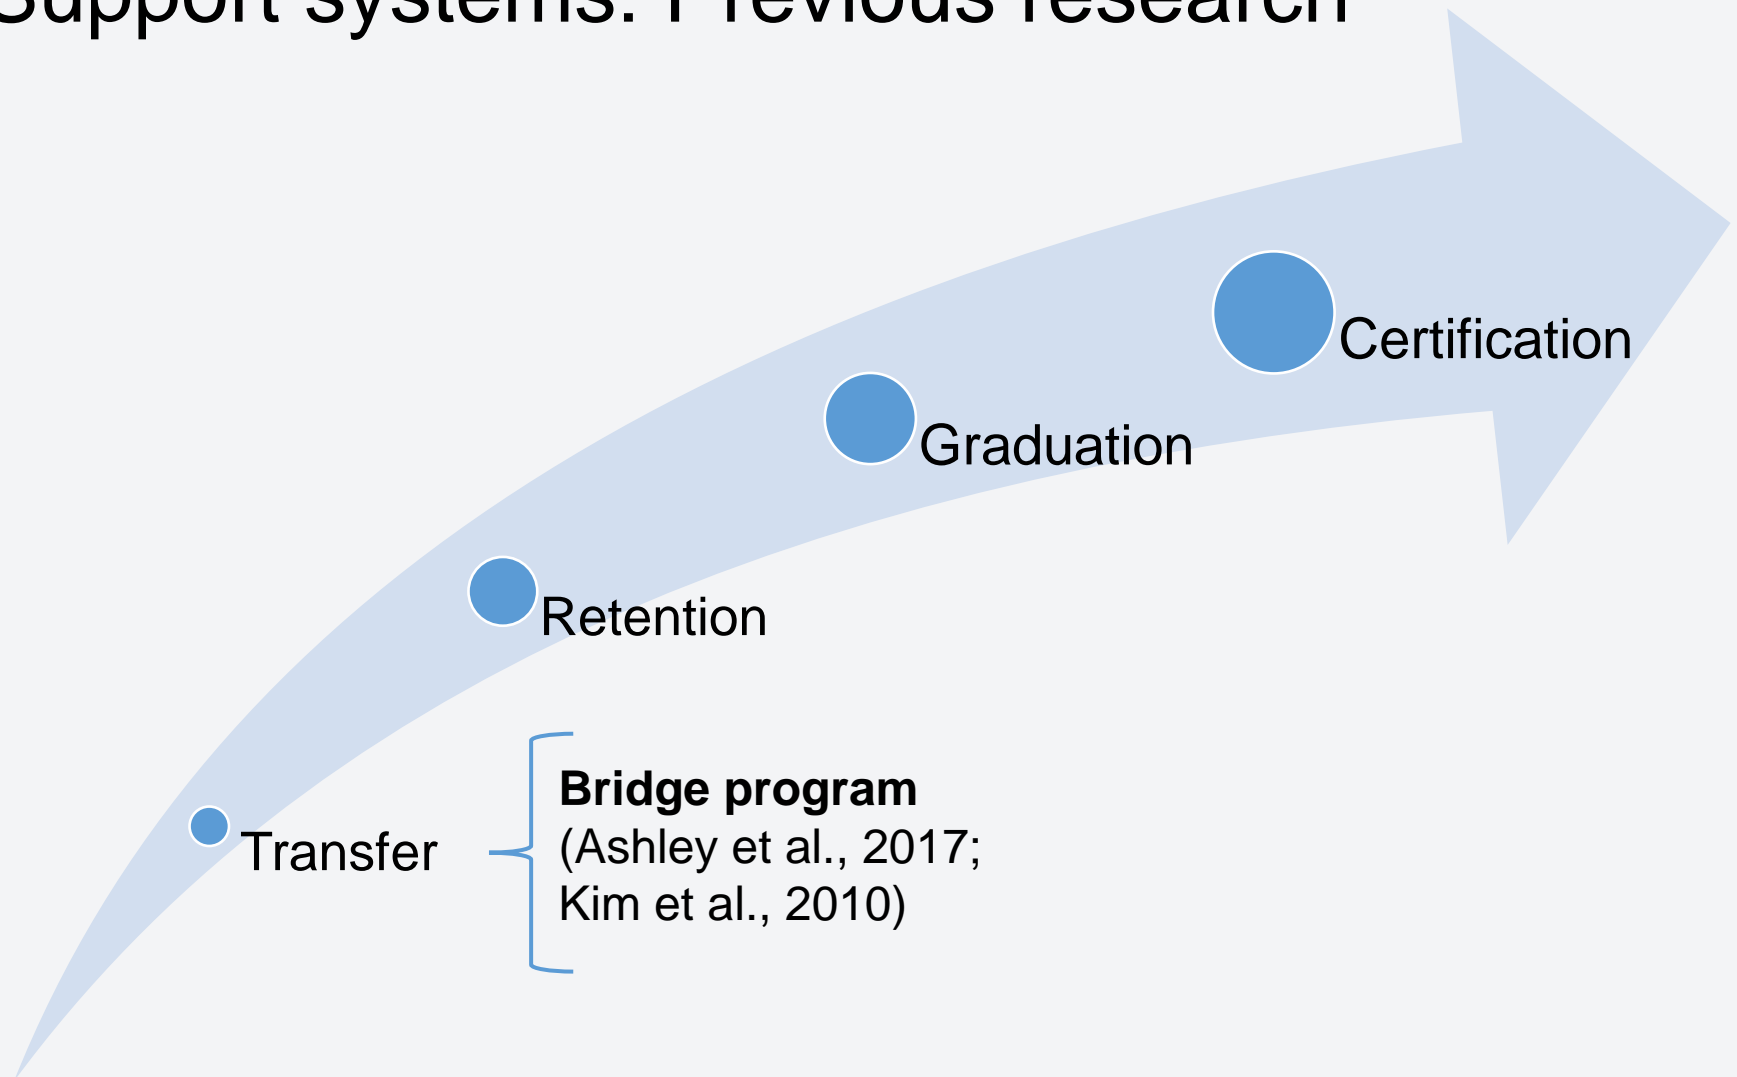 Support systems: Previous research
Certification
Graduation
Retention
Transfer
Bridge program
(Ashley et al., 2017;
Kim et al., 2010)